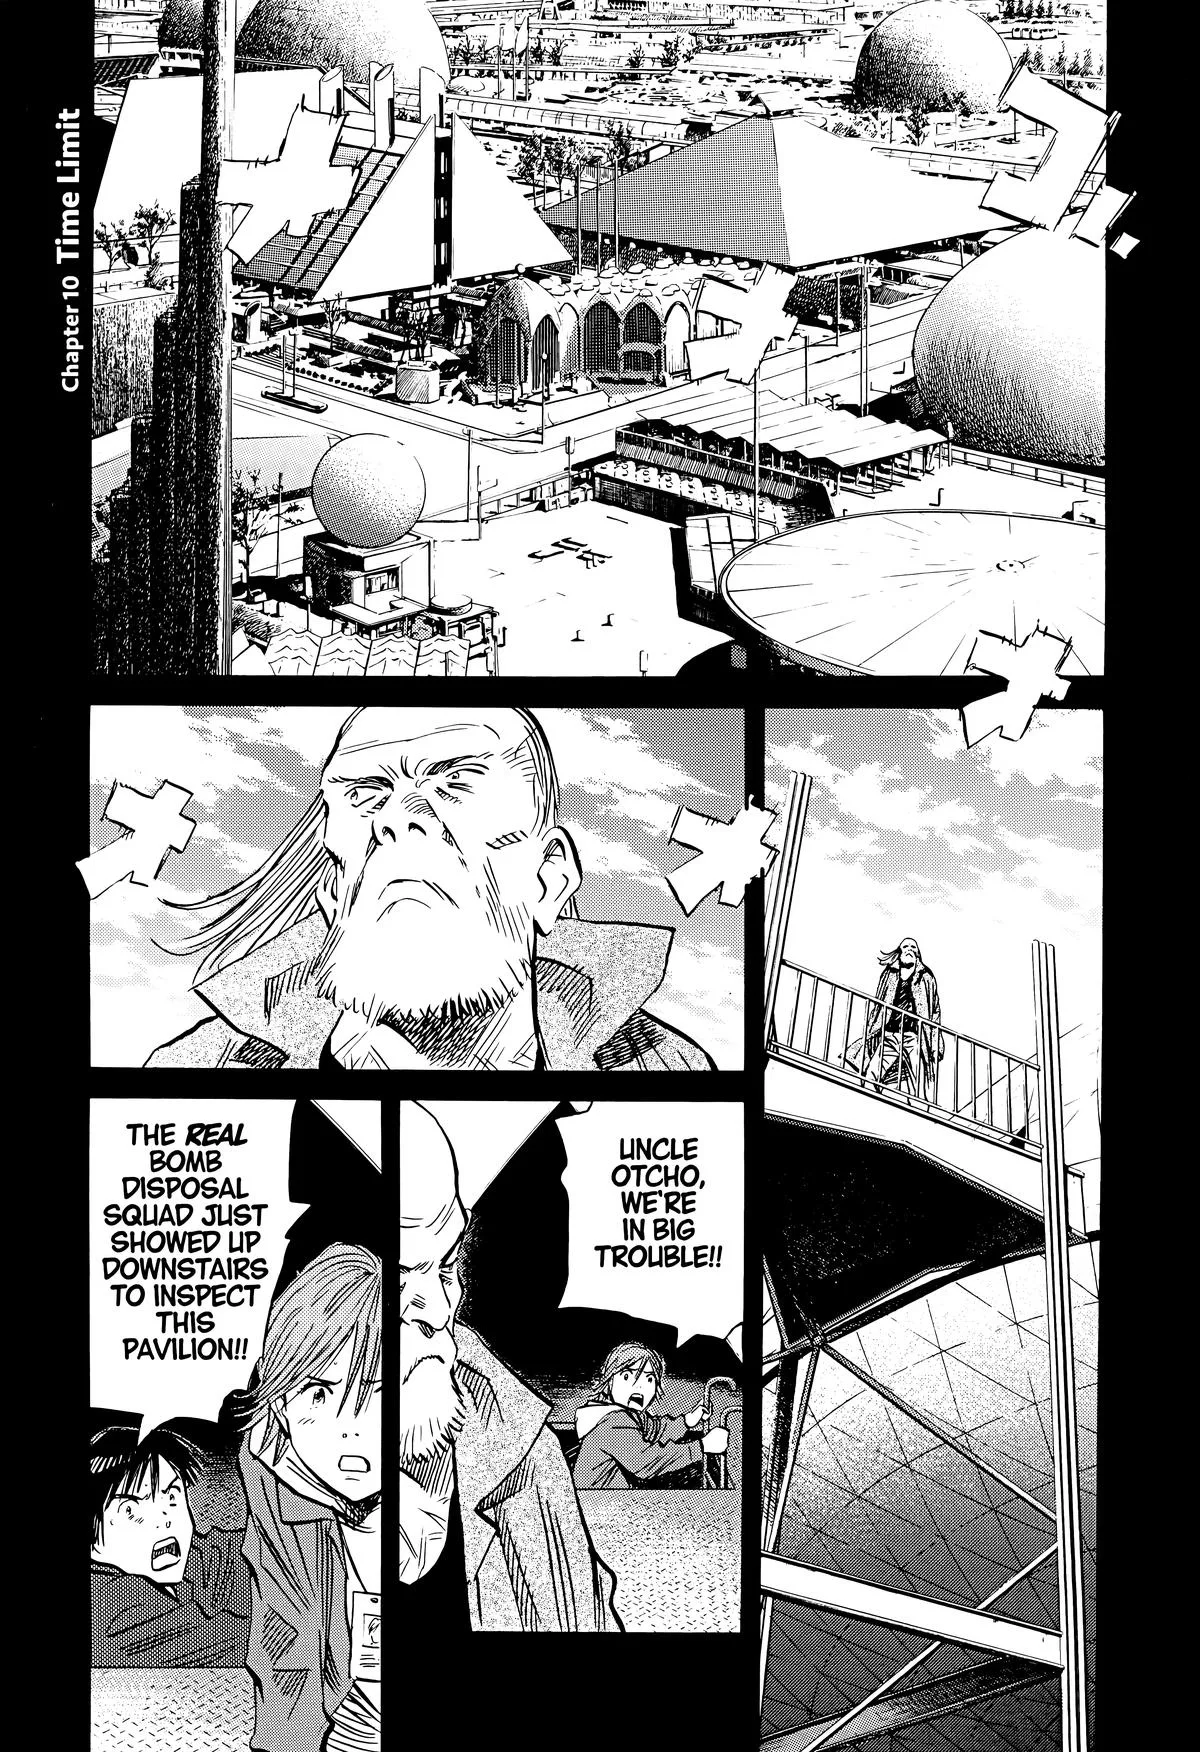 Chapter 10 Time Limit
UNCLE
OTCHO,
WE'RE
IN BIG
TROUBLE!!
THE REAL
BOMB
DISPOSAL
SQUAD JUST
SHOWED UP
DOWNSTAIRS
TO INSPECT
THIS
PAVILION!!